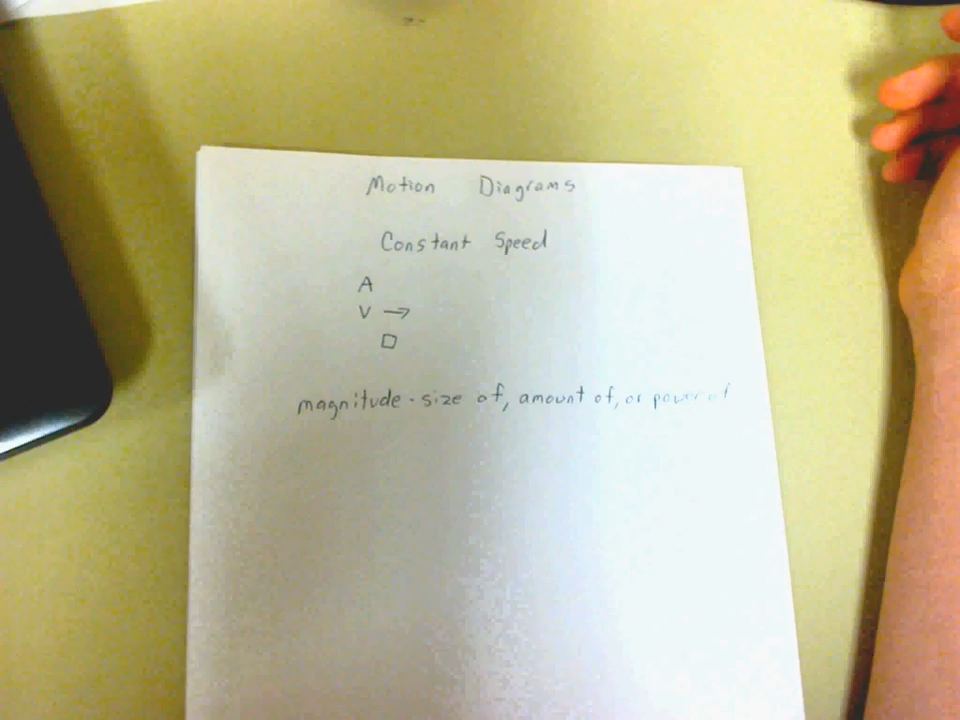 Motion Diagrams
Constant Speed
A
V →
magnitude - size of, amount of, or power of